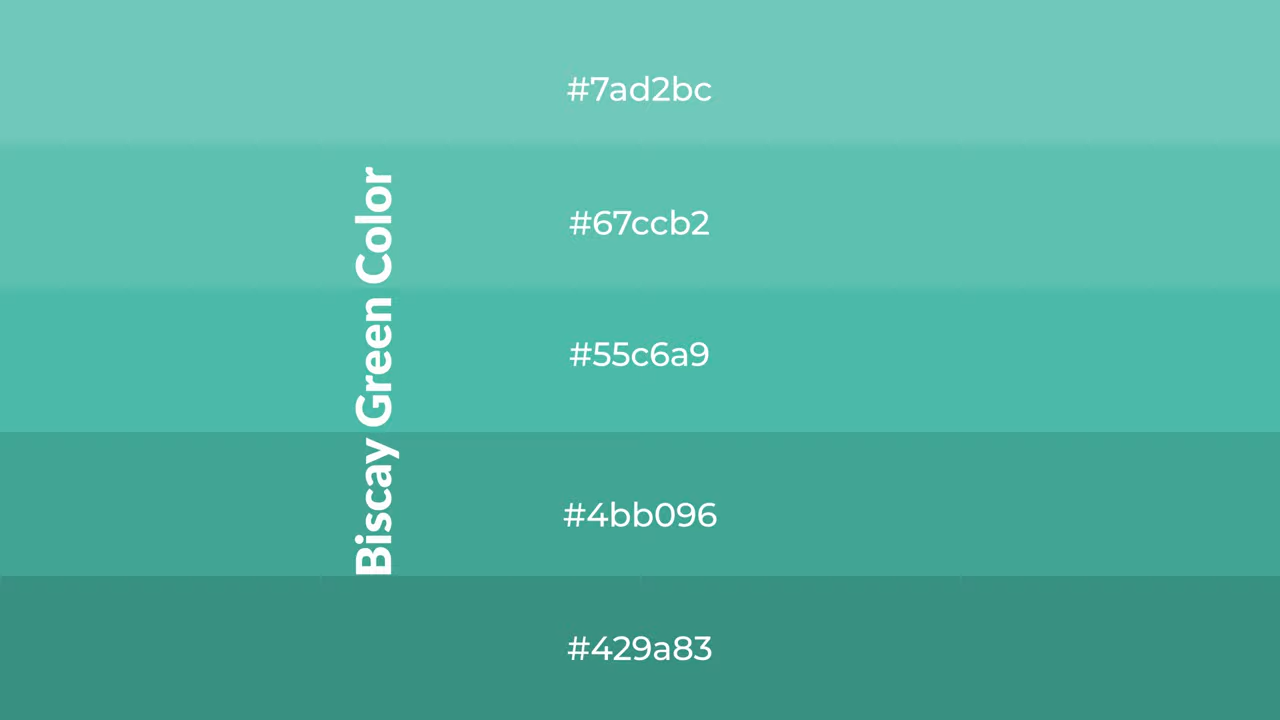 Biscay Green Color
#7ad2bc
#67ccb2
#55c6a9
#4bb096
#429a83